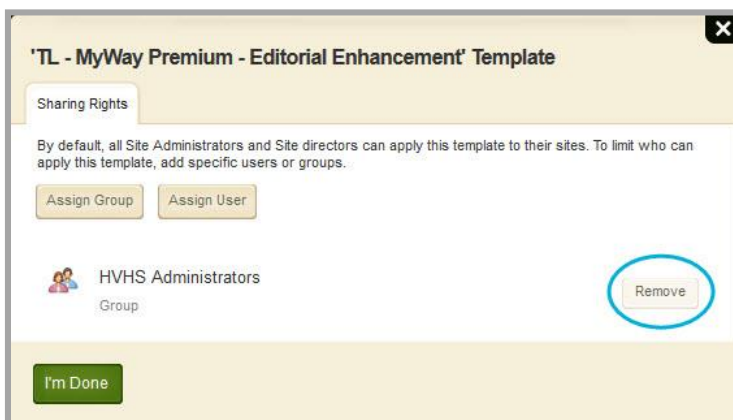 'TL - MyWay Premium - Editorial Enhancement' Template
Sharing Rights
By default, all Site Administrators and Site directors can apply this template to their sites. To limit who can
apply this template, add specific users or groups.
Assign Group Assign User
HVHS Administrators
Remove
Group
I'm Done